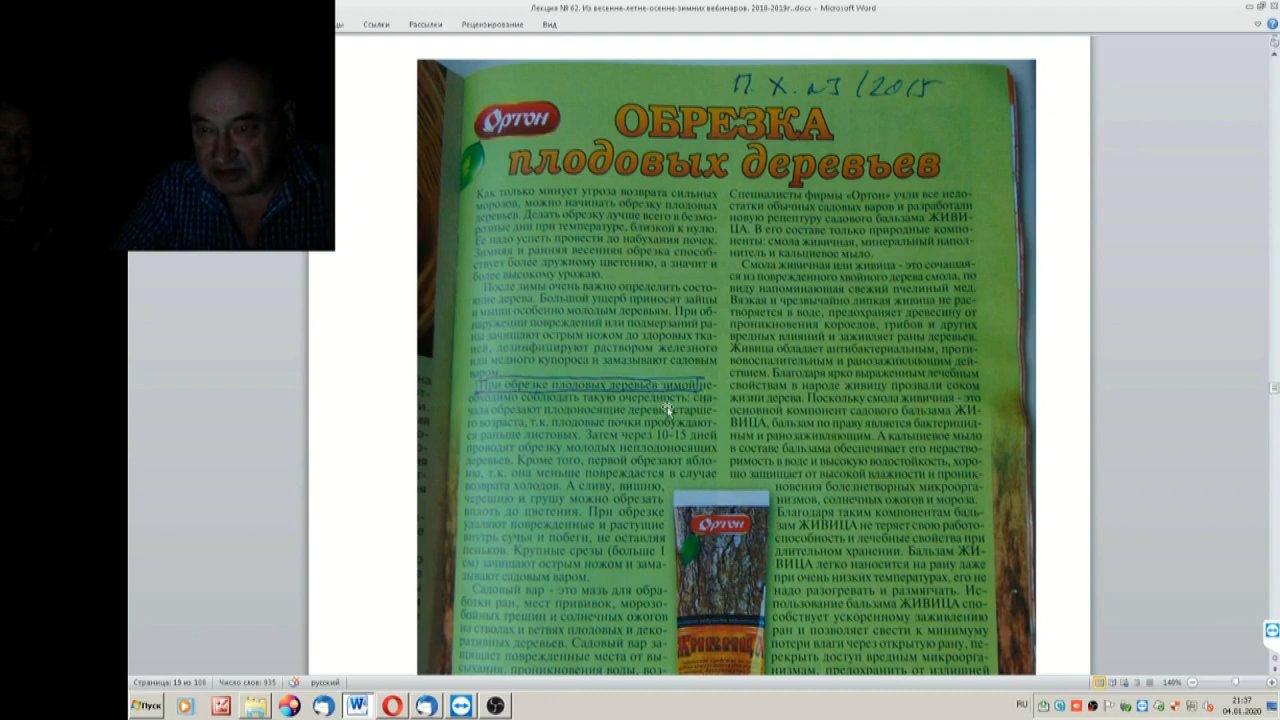 Лекция № 62. Из весенне-летне-осенне-зимних вебинаров. 2018-2019г..docx - Microsoft Word
Ссылки Рассылки Рецензирование Вид
П. Х. №3 /2015
Ортон
ОБРЕЗКА
плодовых деревьев
Как только минует угроза возврата сильных
морозов, можно начинать обрезку плодовых
деревьев. Делать обрезку лучше всего в безмо-
розные дни при температуре, близкой к нулю.
Ее надо успеть провести до набухания почек.
Зимняя и ранняя весенняя обрезка способ-
ствует более дружному цветению, а значит и
более высокому урожаю.
После зимы очень важно определить состо-
яние дерева. Большой ущерб приносят зайцы
и мыши особенно молодым деревьям. При об-
наружении повреждений или подмерзаний ра-
ны зачищают острым ножом до здоровых тка-
ней, дезинфицируют раствором железного
или медного купороса и замазывают садовым
варом.
При обрезке плодовых деревьев зимой не-
обходимо соблюдать такую очередность: сна-
чала обрезают плодоносящие деревья старше-
го возраста, т.к. плодовые почки пробуждают-
ся раньше листовых. Затем через 10-15 дней
проводят обрезку молодых неплодоносящих
деревьев. Кроме того, первой обрезают ябло-
ню, т.к. она меньше повреждается в случае
возврата холодов. А сливу, вишню,
черешню и грушу можно обрезать
вплоть до цветения. При обрезке
удаляют поврежденные и растущие
внутрь сучья и побеги, не оставляя
пеньков. Крупные срезы (больше 1
см) зачищают острым ножом и зама-
зывают садовым варом.
Садовый вар - это мазь для обра-
ботки ран, мест прививок, морозо-
бойных трещин и солнечных ожогов
на стволах и ветвях плодовых и деко-
ративных деревьев. Садовый вар за-
щищает поврежденные места от вы-
сыхания, проникновения воды, воз-
Специалисты фирмы «Ортон» учли все недо-
статки обычных садовых варов и разработали
новую рецептуру садового бальзама ЖИВИ-
ЦА. В его составе только природные компо-
ненты: смола живичная, минеральный напол-
нитель и кальциевое мыло.
Смола живичная или живица - это сочащая-
ся из поврежденного хвойного дерева смола, по
виду напоминающая свежий пчелиный мед.
Вязкая и чрезвычайно липкая живица не рас-
творяется в воде, предохраняет древесину от
проникновения короедов, грибов и других
вредных влияний и заживляет раны деревьев.
Живица обладает антибактериальным, проти-
вовоспалительным и ранозаживляющим дей-
ствием. Благодаря ярко выраженным лечебным
свойствам в народе живицу прозвали соком
жизни дерева. Поскольку смола живичная - это
основной компонент садового бальзама ЖИ-
ВИЦА, бальзам по праву является бактерицид-
ным и ранозаживляющим. А кальциевое мыло
в составе бальзама обеспечивает его нераство-
римость в воде и высокую водостойкость, хоро-
шо защищает от высокой влажности и проник-
новения болезнетворных микроорга-
низмов, солнечных ожогов и мороза.
Благодаря таким компонентам баль-
зам ЖИВИЦА не теряет свою работо-
способность и лечебные свойства при
длительном хранении. Бальзам ЖИ-
ВИЦА легко наносится на рану даже
при очень низких температурах, его не
надо разогревать и размягчать. Ис-
пользование бальзама ЖИВИЦА спо-
собствует ускоренному заживлению
ран и позволяет свести к минимуму
потери влаги через открытую рану, пе-
рекрыть доступ вредным микроорга-
низмам, предохранить от излишней
Ортон
ЖИВИЦА
Страница: 19 из 108 Число слов: 935 русский 140%
Пуск RU 21:37
04.01.2020